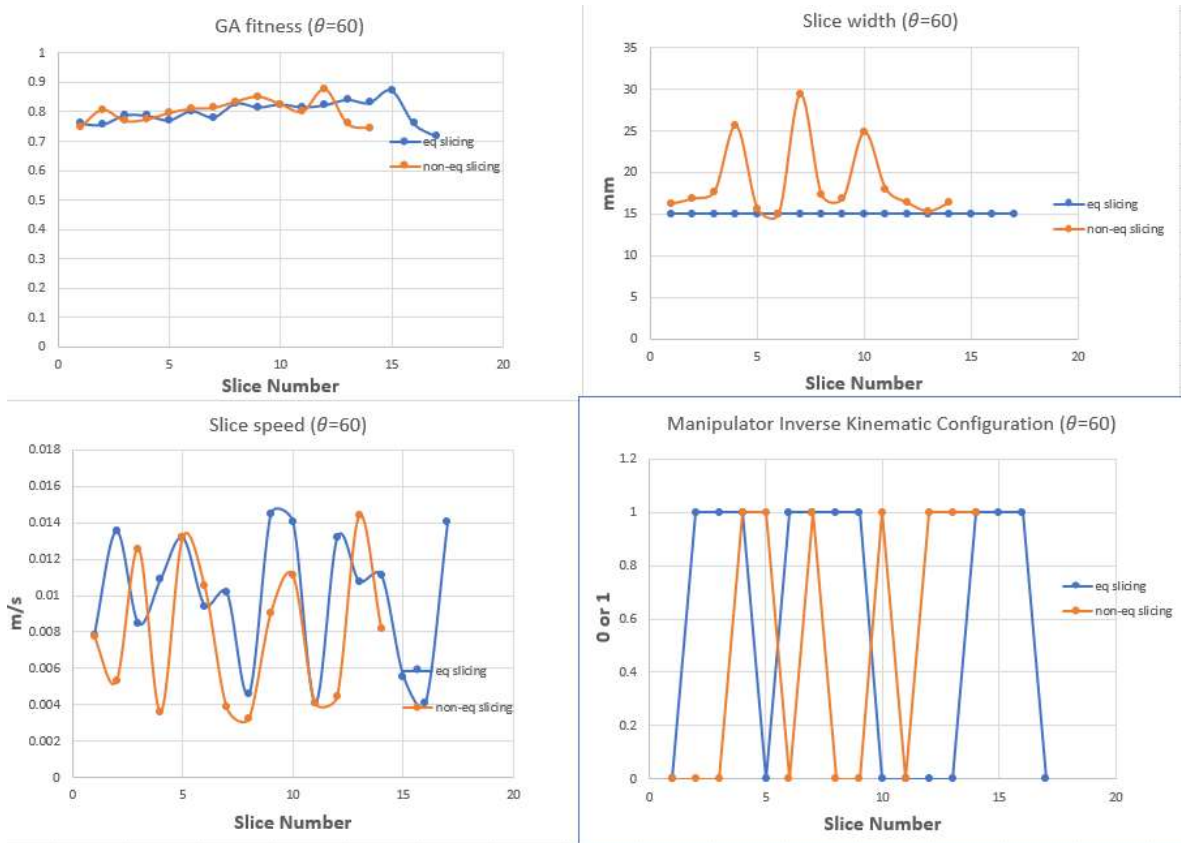 GA fitness (θ=60)
1
0.9
0.8
0.7
0.6
0.5
0.4
0.3
0.2
0.1
0
0 5 10 15 20
Slice Number
eq slicing
non-eq slicing
Slice width (θ=60)
35
30
25
20
15
10
5
0
mm
0 5 10 15 20
Slice Number
eq slicing
non-eq slicing
Slice speed (θ=60)
0.018
0.016
0.014
0.012
0.01
0.008
0.006
0.004
0.002
0
m/s
0 5 10 15 20
Slice Number
eq slicing
non-eq slicing
Manipulator Inverse Kinematic Configuration (θ=60)
1.2
1
0.8
0.6
0.4
0.2
0
0 or 1
0 5 10 15 20
Slice Number
eq slicing
non-eq slicing